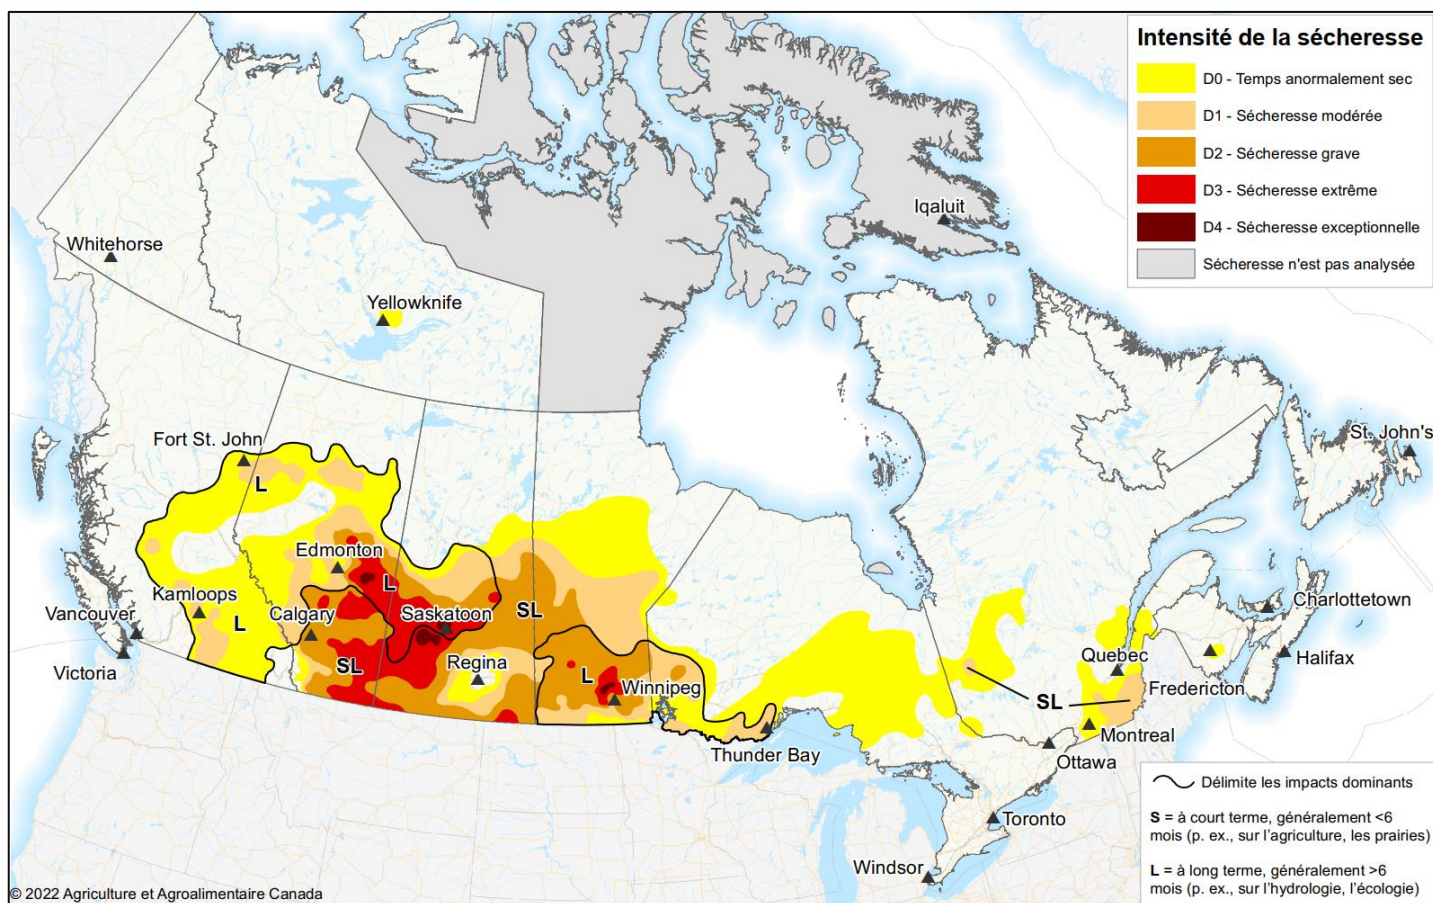 Intensité de la sécheresse
D0 - Temps anormalement sec
D1 - Sécheresse modérée
D2 - Sécheresse grave
D3 - Sécheresse extrême
D4 - Sécheresse exceptionnelle
Sécheresse n'est pas analysée
Iqaluit
Whitehorse
Yellowknife
Fort St. John
St. John's
L
Edmonton
L
Kamloops
Calgary
Saskatoon
SL
Charlottetown
Vancouver
L
Victoria
SL
Regina
L
Winnipeg
Quebec
Halifax
SL
Fredericton
Montreal
Thunder Bay
Ottawa
Toronto
Windsor
Délimite les impacts dominants
S = à court terme, généralement <6
mois (p. ex., sur l'agriculture, les prairies)
L = à long terme, généralement >6
mois (p. ex., sur l'hydrologie, l'écologie)
© 2022 Agriculture et Agroalimentaire Canada